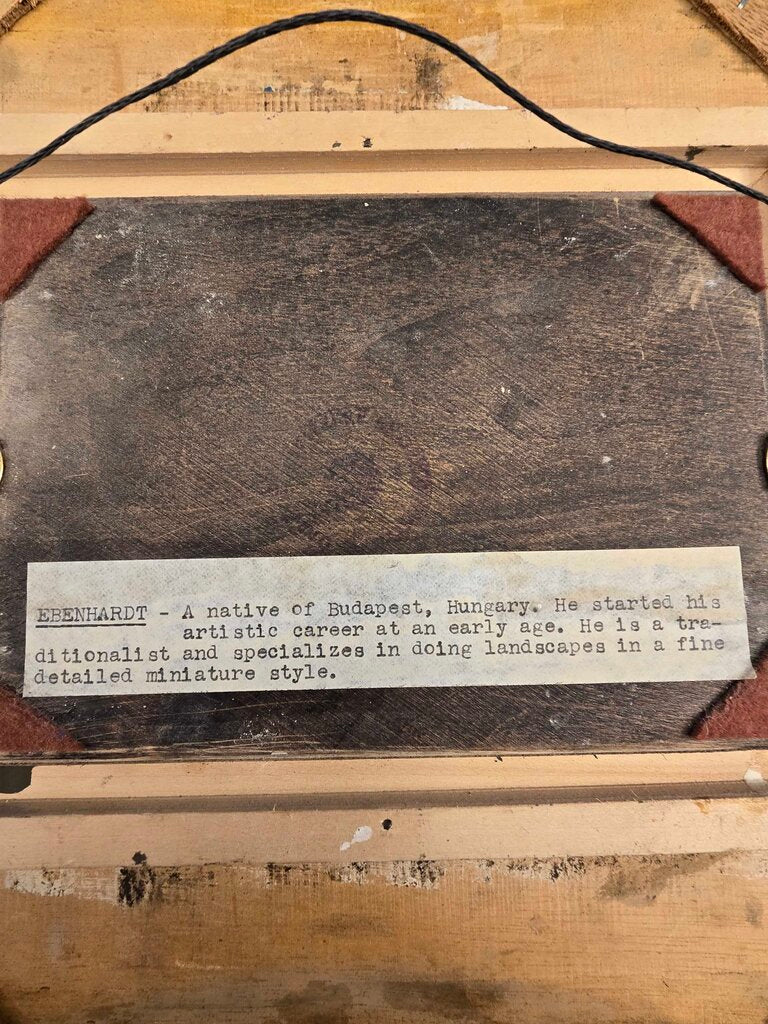 EBENHARDT - A native of Budapest, Hungary. He started his
artistic career at an early age. He is a tra-
ditionalist and specializes in doing landscapes in a fine
detailed miniature style.